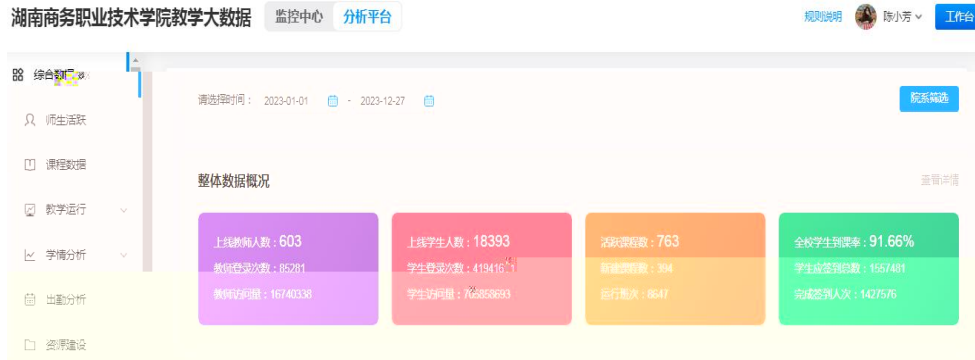 湖南商务职业技术学院教学大数据 监控中心 分析平台 规则说明 陈小芳 工作台
综合数据
请选择时间： 2023-01-01 - 2023-12-27 院系筛选
师生活跃
课程数据
整体数据概况 查看详情
教学运行
上线教师人数：603 上线学生人数：18393 活跃课程数：763 全校学生到课率：91.66%
学情分析
教师登录次数：85281 学生登录次数：419416 新建课程数：394 学生应签到总数：1557481
教师访问量：16740338 学生访问量：705858693 运行班次：8647 完成签到人次：1427576
出勤分析
资源建设